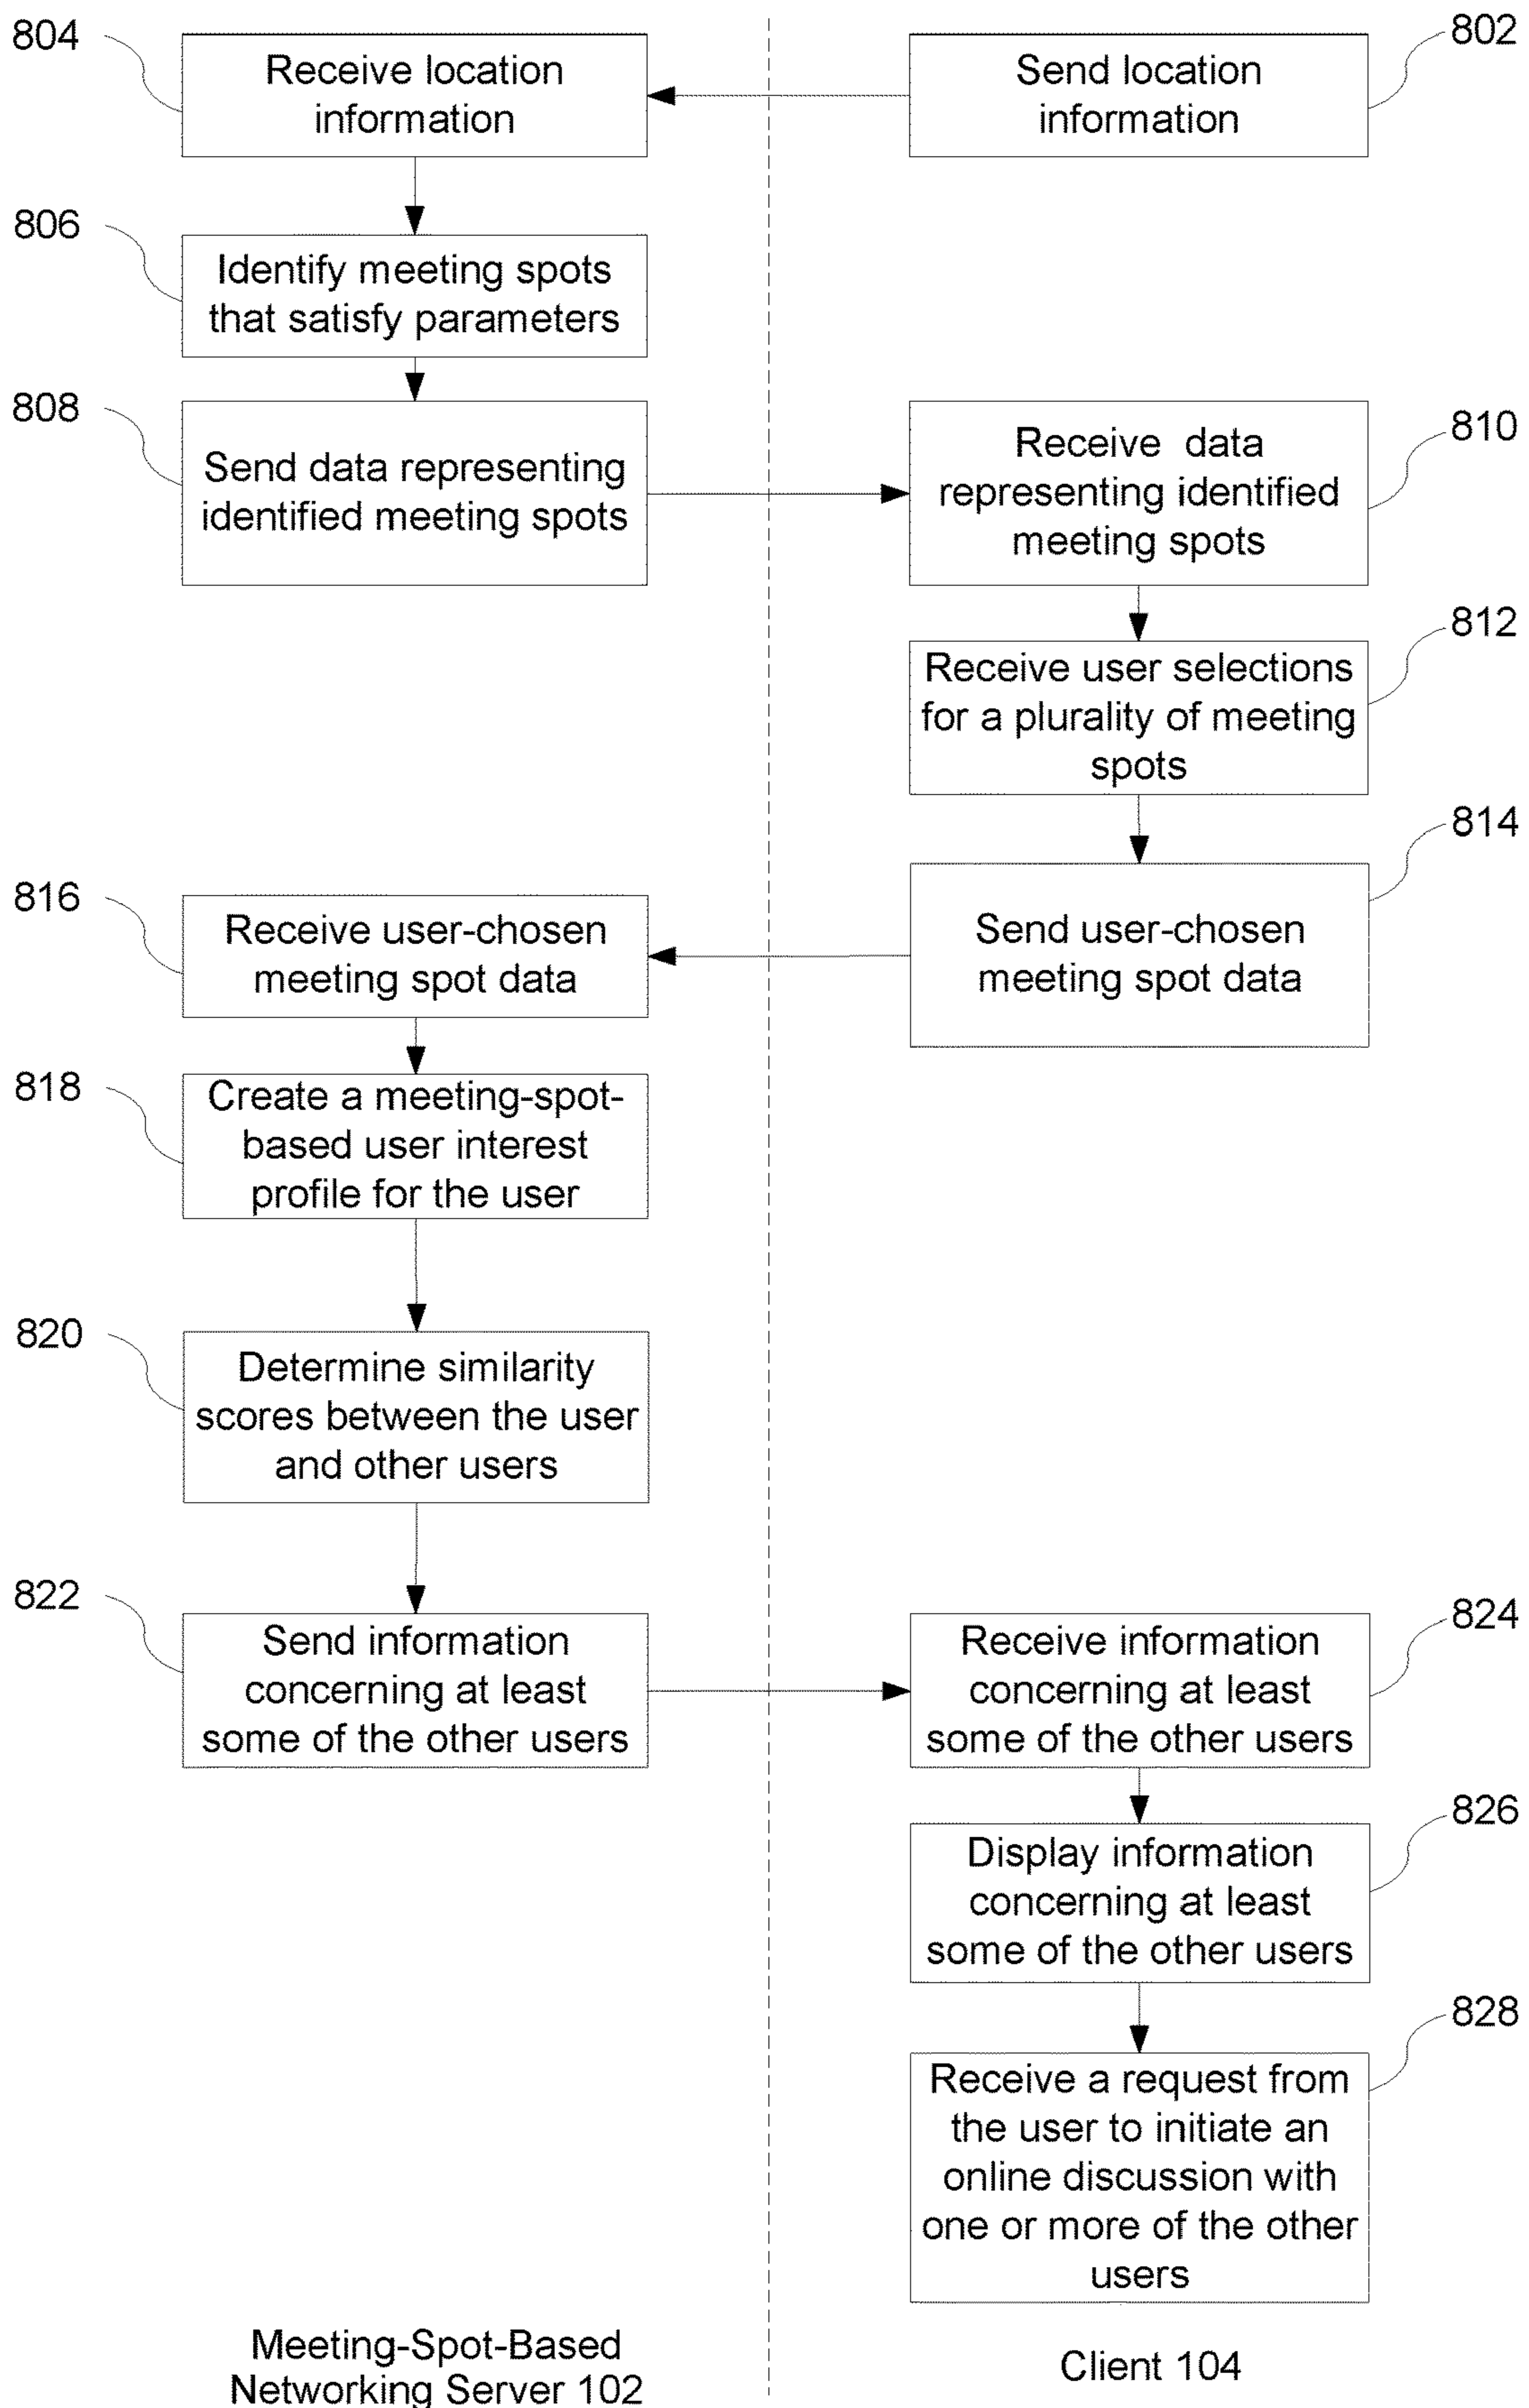 804
Receive location
information
802
Send location
information
806
Identify meeting spots
that satisfy parameters
808
Send data representing
identified meeting spots
810
Receive data
representing identified
meeting spots
812
Receive user selections
for a plurality of meeting
spots
814
Send user-chosen
meeting spot data
816
Receive user-chosen
meeting spot data
818
Create a meeting-spot-
based user interest
profile for the user
820
Determine similarity
scores between the user
and other users
822
Send information
concerning at least
some of the other users
824
Receive information
concerning at least
some of the other users
826
Display information
concerning at least
some of the other users
828
Receive a request from
the user to initiate an
online discussion with
one or more of the other
users
Meeting-Spot-Based
Networking Server 102
Client 104